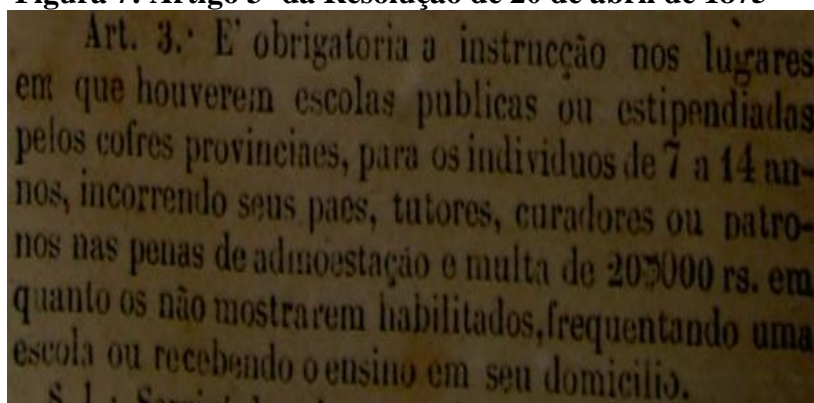 Figura 7: Artigo 3º da Resolução de 20 de abril de 1873
Art. 3.· E' obrigatoria a instrucção nos lugares
em que houverem escolas publicas ou estipendiadas
pelos cofres provinciaes, para os individuos de 7 a 14 an-
nos, incorrendo seus paes, tutores, curadores ou patro-
nos nas penas de admoestação e multa de 20$000 rs. em
quanto os não mostrarem habilitados, frequentando uma
escola ou recebendo o ensino em seu domicilio.
§ 1.·